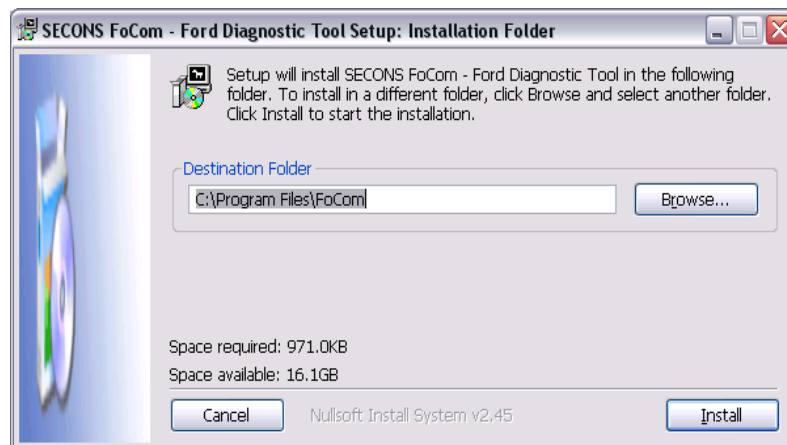 SECONS FoCom - Ford Diagnostic Tool Setup: Installation Folder
Setup will install SECONS FoCom - Ford Diagnostic Tool in the following
folder. To install in a different folder, click Browse and select another folder.
Click Install to start the installation.
Destination Folder
C:\Program Files\FoCom
Browse...
Space required: 971.0KB
Space available: 16.1GB
Cancel
Nullsoft Install System v2.45
Install